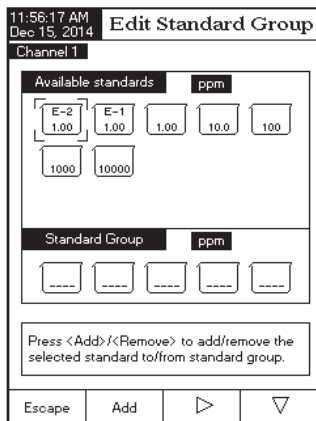 11:56:17 AM
Dec 15, 2014
Edit Standard Group
Channel 1
Available standards ppm
E-2 E-1
1.00 1.00 1.00 10.0 100
1000 10000
Standard Group ppm
---- ---- ---- ---- ----
Press <Add>/<Remove> to add/remove the
selected standard to/from standard group.
Escape Add